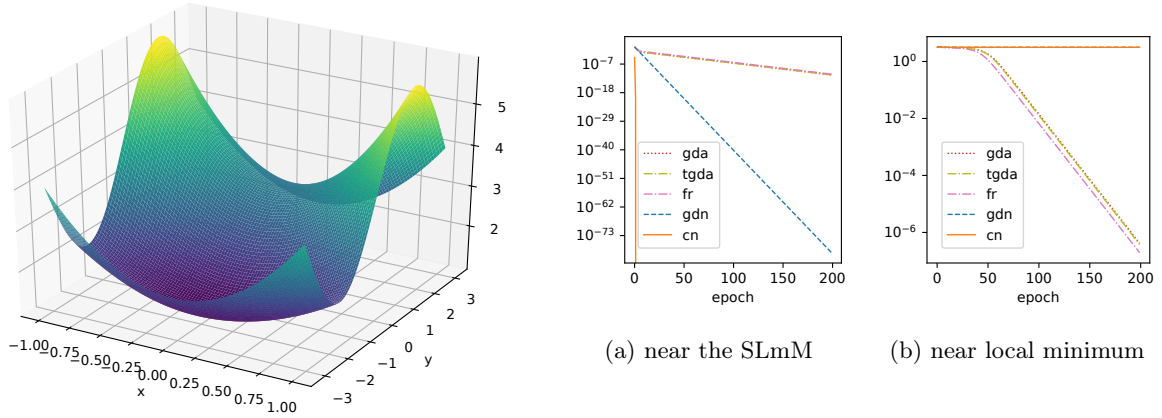 5
4
3
2
−1.00
−0.75
−0.50
−0.25
0.00
0.25
0.50
0.75
1.00
x
−3
−2
−1
0
1
2
3
y
10⁻⁷
10⁻¹⁸
10⁻²⁹
10⁻⁴⁰
10⁻⁵¹
10⁻⁶²
10⁻⁷³
gda
tgda
fr
gdn
cn
0 50 100 150 200
epoch
(a) near the SLmM
10⁰
10⁻²
10⁻⁴
10⁻⁶
gda
tgda
fr
gdn
cn
0 50 100 150 200
epoch
(b) near local minimum